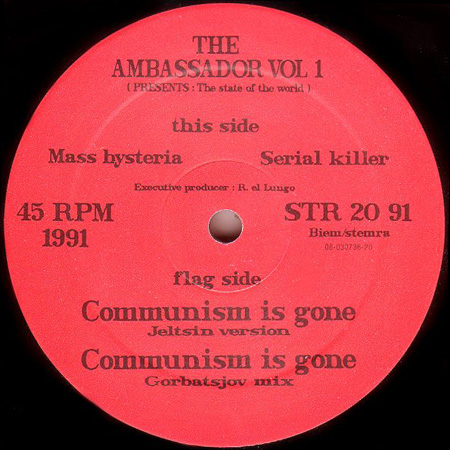 THE
AMBASSADOR VOL 1
( PRESENTS : The state of the world )
this side
Mass hysteria Serial killer
Executive producer : R. el Lungo
45 RPM STR 20 91
1991 Biem/stemra
flag side
Communism is gone
Jeltsin version
Communism is gone
Gorbatsjov mix